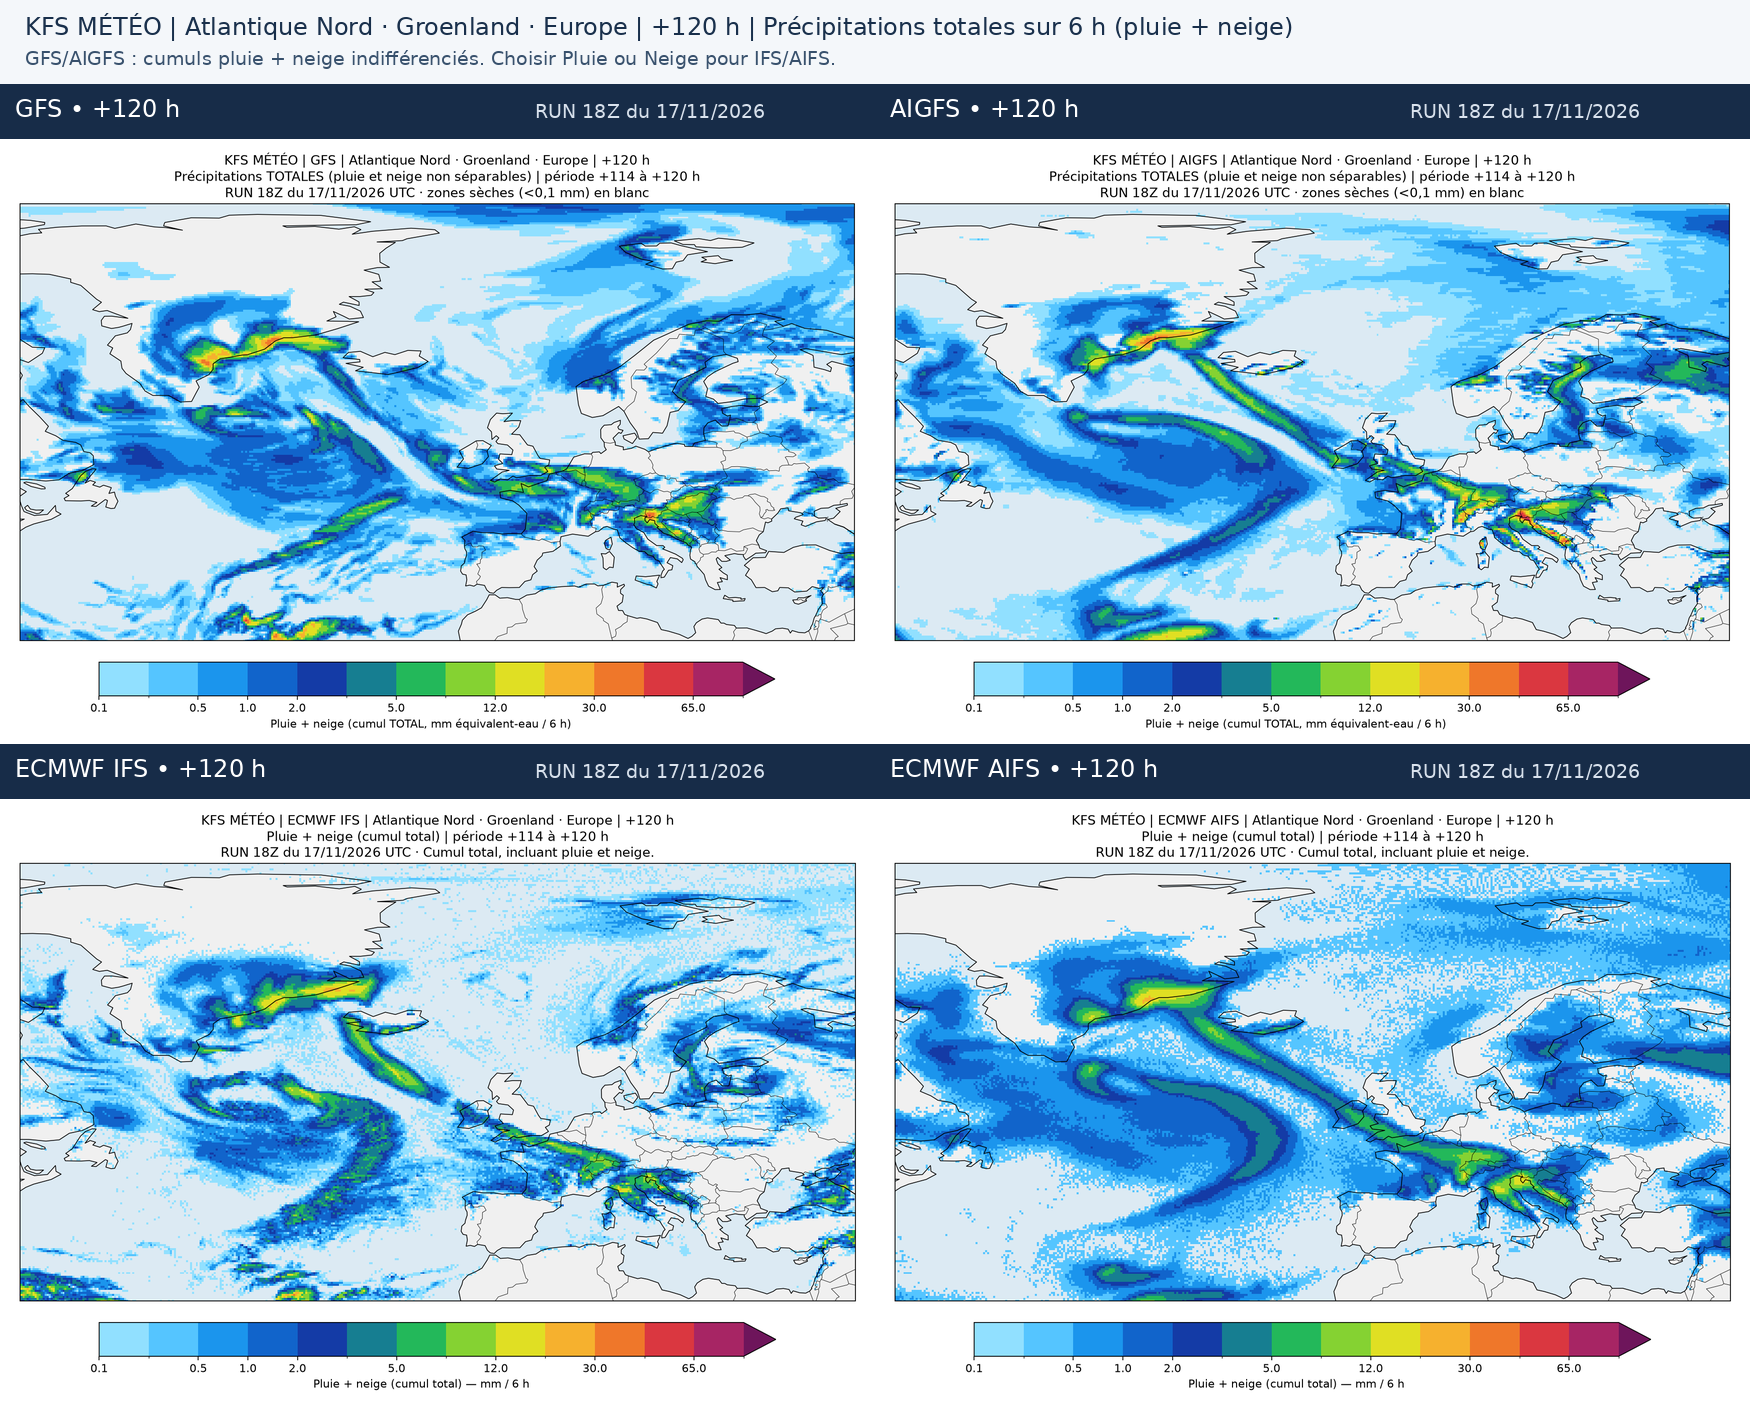 KFS MÉTÉO | Atlantique Nord · Groenland · Europe | +120 h | Précipitations totales sur 6 h (pluie + neige)
GFS/AIGFS : cumuls pluie + neige indifférenciés. Choisir Pluie ou Neige pour IFS/AIFS.
GFS • +120 h
RUN 18Z du 17/11/2026
KFS MÉTÉO | GFS | Atlantique Nord · Groenland · Europe | +120 h
Précipitations TOTALES (pluie et neige non séparables) | période +114 à +120 h
RUN 18Z du 17/11/2026 UTC · zones sèches (<0,1 mm) en blanc
0.1 0.5 1.0 2.0 5.0 12.0 30.0 65.0
Pluie + neige (cumul TOTAL, mm équivalent-eau / 6 h)
AIGFS • +120 h
RUN 18Z du 17/11/2026
KFS MÉTÉO | AIGFS | Atlantique Nord · Groenland · Europe | +120 h
Précipitations TOTALES (pluie et neige non séparables) | période +114 à +120 h
RUN 18Z du 17/11/2026 UTC · zones sèches (<0,1 mm) en blanc
0.1 0.5 1.0 2.0 5.0 12.0 30.0 65.0
Pluie + neige (cumul TOTAL, mm équivalent-eau / 6 h)
ECMWF IFS • +120 h
RUN 18Z du 17/11/2026
KFS MÉTÉO | ECMWF IFS | Atlantique Nord · Groenland · Europe | +120 h
Pluie + neige (cumul total) | période +114 à +120 h
RUN 18Z du 17/11/2026 UTC · Cumul total, incluant pluie et neige.
0.1 0.5 1.0 2.0 5.0 12.0 30.0 65.0
Pluie + neige (cumul total) — mm / 6 h
ECMWF AIFS • +120 h
RUN 18Z du 17/11/2026
KFS MÉTÉO | ECMWF AIFS | Atlantique Nord · Groenland · Europe | +120 h
Pluie + neige (cumul total) | période +114 à +120 h
RUN 18Z du 17/11/2026 UTC · Cumul total, incluant pluie et neige.
0.1 0.5 1.0 2.0 5.0 12.0 30.0 65.0
Pluie + neige (cumul total) — mm / 6 h